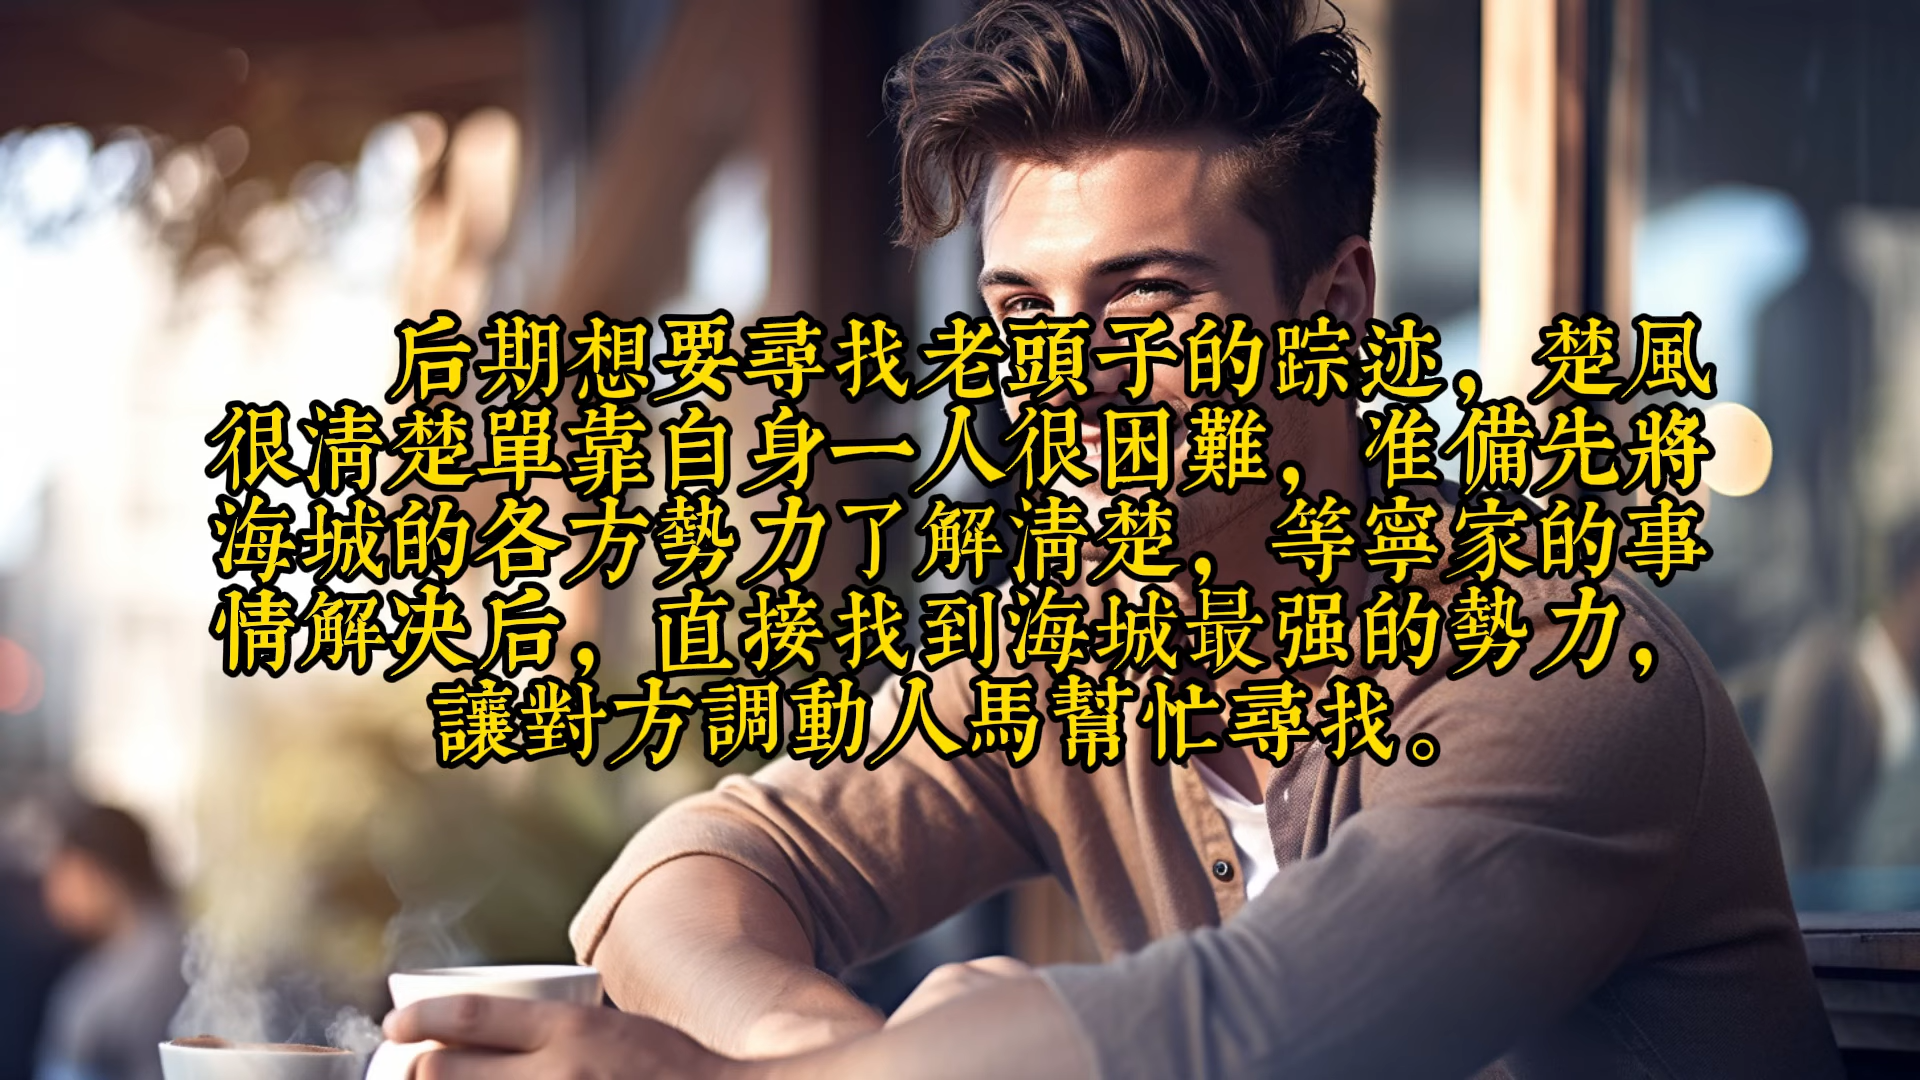 后期想要尋找老頭子的踪迹，楚風
很清楚單靠自身一人很困難，准備先將
海城的各方勢力了解清楚，等寧家的事
情解决后，直接找到海城最强的勢力，
讓對方調動人馬幫忙尋找。